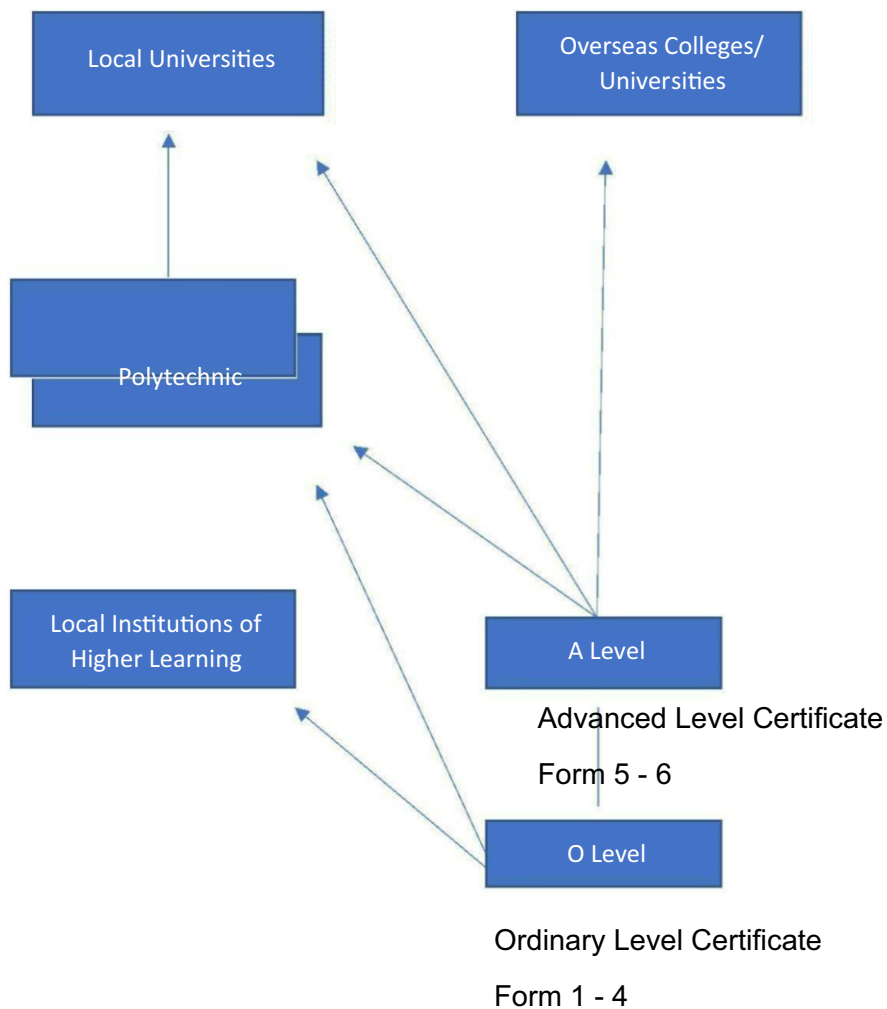 Local Universities
Overseas Colleges/
Universities
Polytechnic
Local Institutions of
Higher Learning
A Level
Advanced Level Certificate
Form 5 - 6
O Level
Ordinary Level Certificate
Form 1 - 4